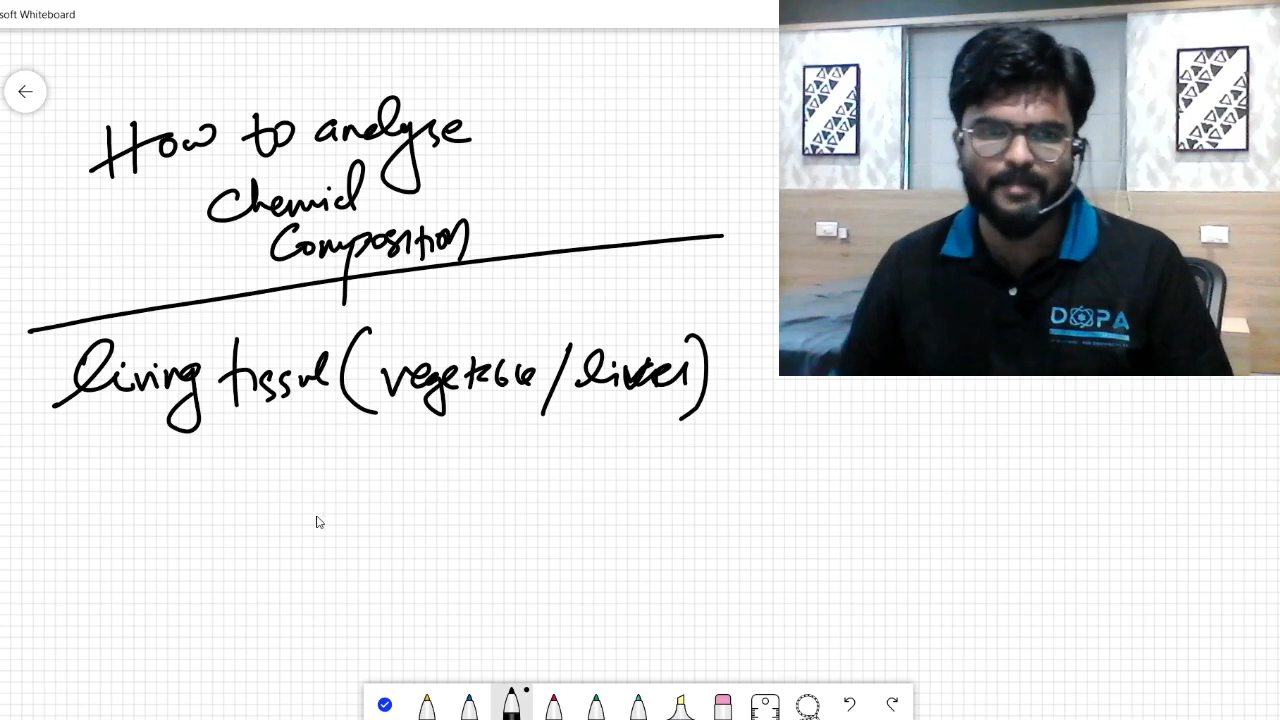 soft Whiteboard
How to analyse
Chemical
Composition
living tissue (vegetable/liver)
DOPA